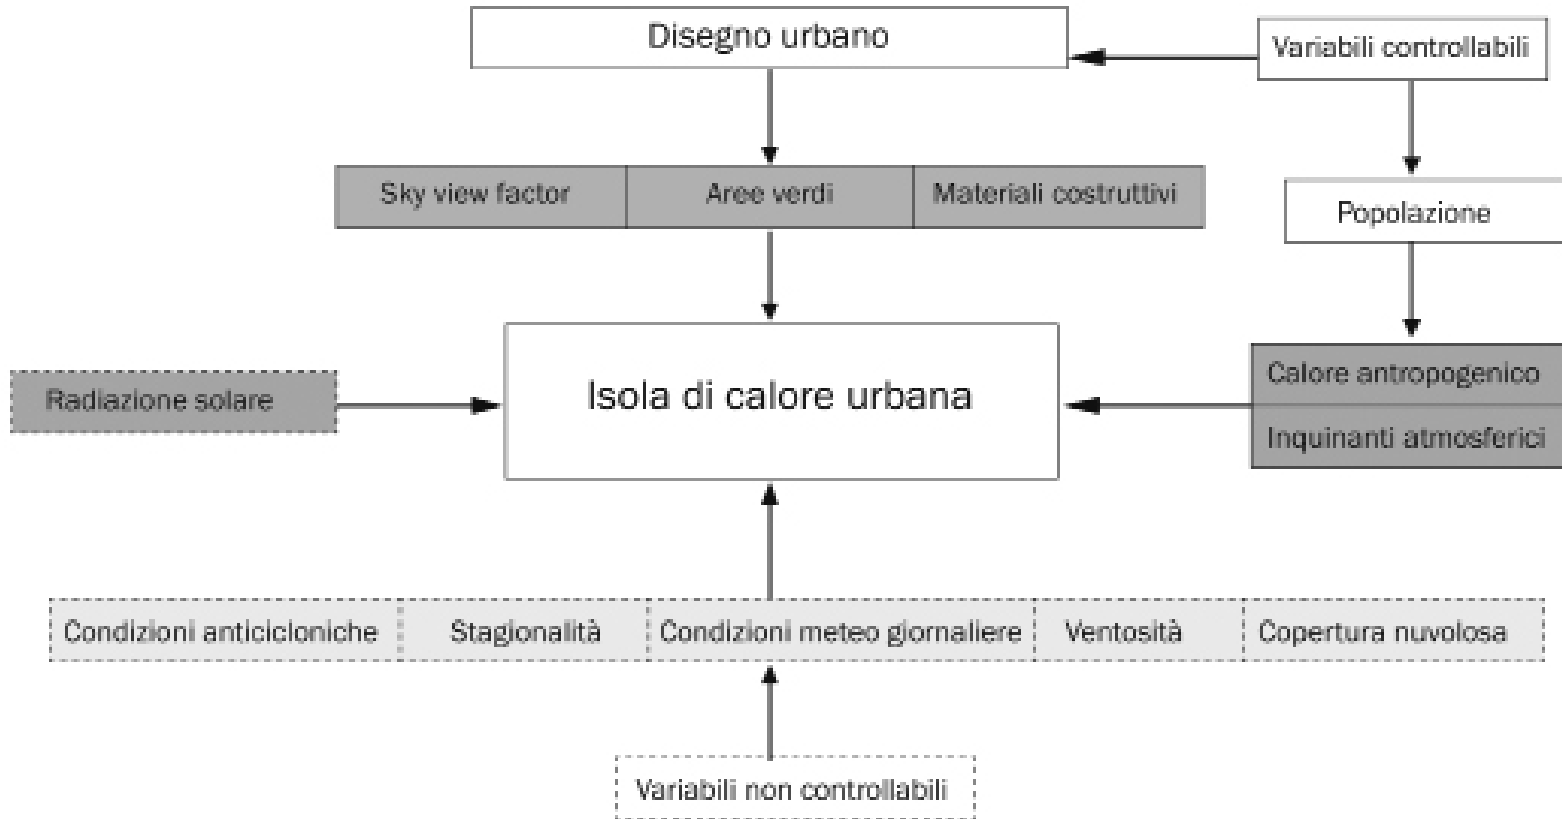 Disegno urbano
Variabili controllabili
Sky view factor
Aree verdi
Materiali costruttivi
Popolazione
Radiazione solare
Isola di calore urbana
Calore antropogenico
Inquinanti atmosferici
Condizioni anticicloniche
Stagionalità
Condizioni meteo giornaliere
Ventosità
Copertura nuvolosa
Variabili non controllabili